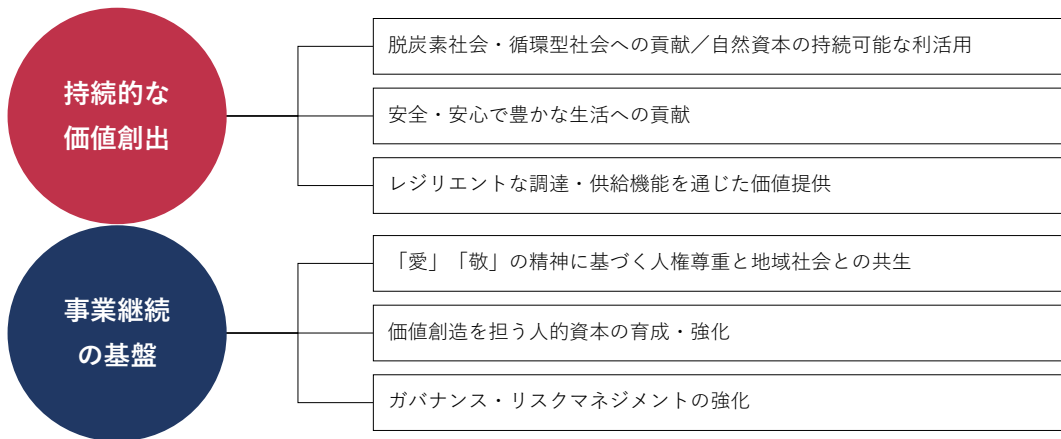 持続的な
価値創出
脱炭素社会・循環型社会への貢献／自然資本の持続可能な利活用
安全・安心で豊かな生活への貢献
レジリエントな調達・供給機能を通じた価値提供
事業継続
の基盤
「愛」「敬」の精神に基づく人権尊重と地域社会との共生
価値創造を担う人的資本の育成・強化
ガバナンス・リスクマネジメントの強化